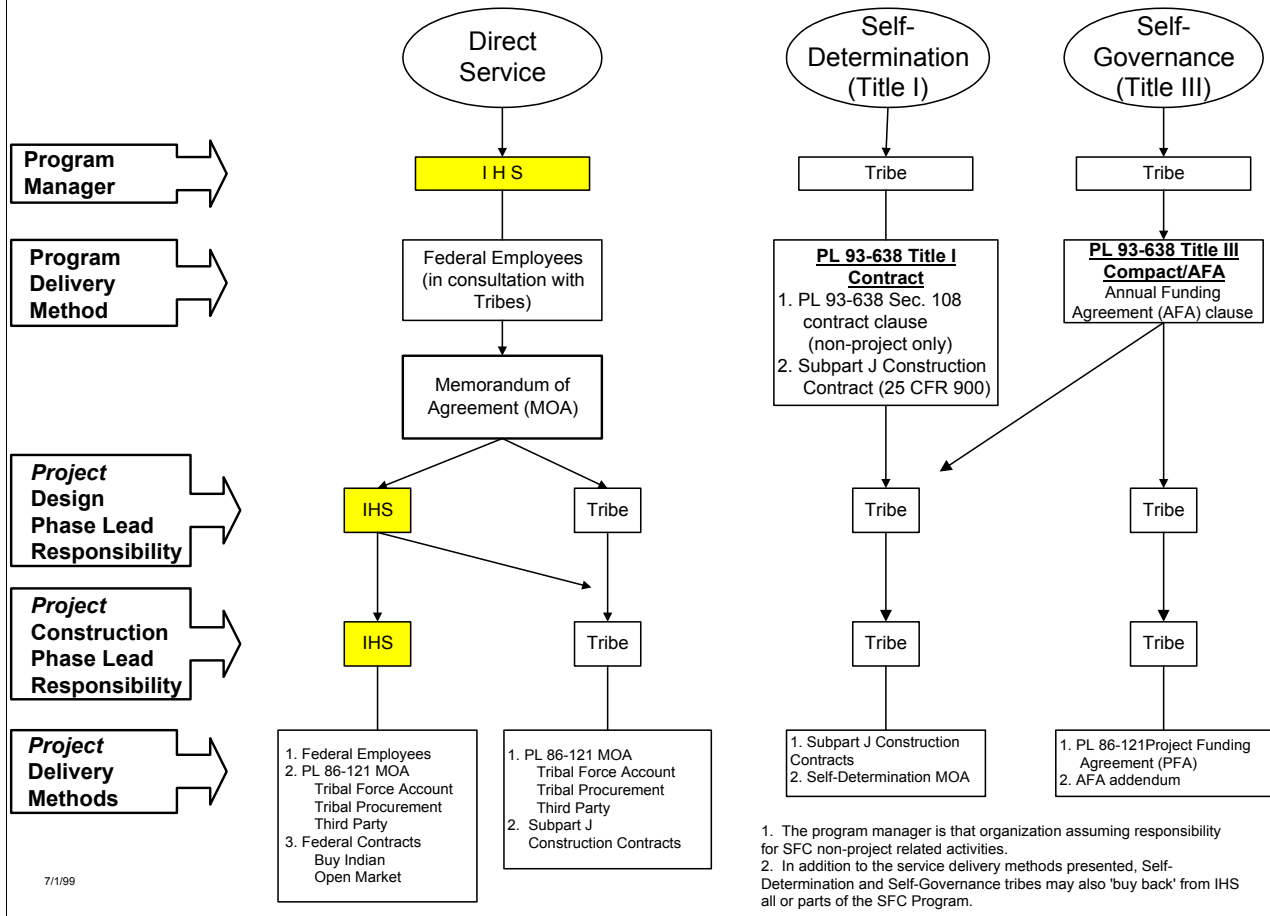 Direct
Service
Self-
Determination
(Title I)
Self-
Governance
(Title III)
Program
Manager
I H S
Tribe
Tribe
Program
Delivery
Method
Federal Employees
(in consultation with
Tribes)
PL 93-638 Title I
Contract
1. PL 93-638 Sec. 108
contract clause
(non-project only)
2. Subpart J Construction
Contract (25 CFR 900)
PL 93-638 Title III
Compact/AFA
Annual Funding
Agreement (AFA) clause
Memorandum of
Agreement (MOA)
Project
Design
Phase Lead
Responsibility
IHS
Tribe
Tribe
Tribe
Project
Construction
Phase Lead
Responsibility
IHS
Tribe
Tribe
Tribe
Project
Delivery
Methods
1. Federal Employees
2. PL 86-121 MOA
Tribal Force Account
Tribal Procurement
Third Party
3. Federal Contracts
Buy Indian
Open Market
1. PL 86-121 MOA
Tribal Force Account
Tribal Procurement
Third Party
2. Subpart J
Construction Contracts
1. Subpart J Construction
Contracts
2. Self-Determination MOA
1. PL 86-121Project Funding
Agreement (PFA)
2. AFA addendum
1. The program manager is that organization assuming responsibility
for SFC non-project related activities.
2. In addition to the service delivery methods presented, Self-
Determination and Self-Governance tribes may also 'buy back' from IHS
all or parts of the SFC Program.
7/1/99